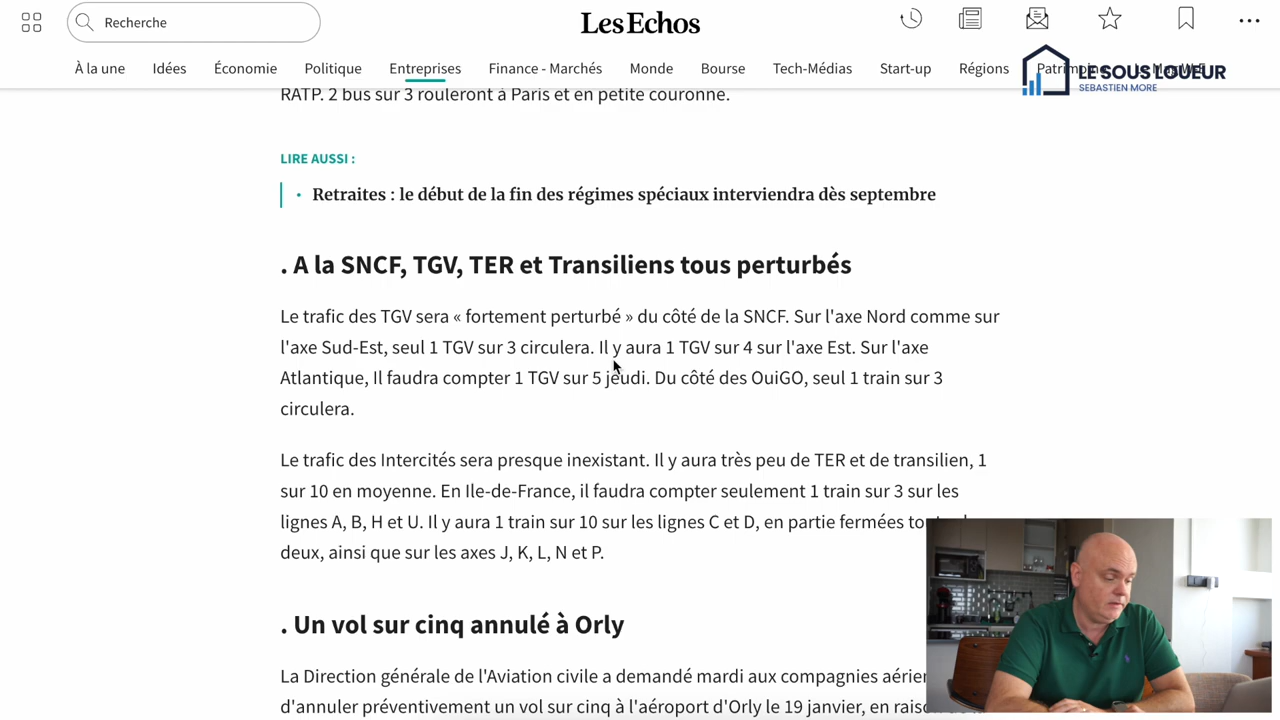 Recherche
Les Echos
À la une Idées Économie Politique Entreprises Finance - Marchés Monde Bourse Tech-Médias Start-up Régions
LE SOUS LOUEUR
SEBASTIEN MORE
RATP. 2 bus sur 3 rouleront à Paris et en petite couronne.
LIRE AUSSI :
• Retraites : le début de la fin des régimes spéciaux interviendra dès septembre
. A la SNCF, TGV, TER et Transiliens tous perturbés
Le trafic des TGV sera « fortement perturbé » du côté de la SNCF. Sur l'axe Nord comme sur
l'axe Sud-Est, seul 1 TGV sur 3 circulera. Il y aura 1 TGV sur 4 sur l'axe Est. Sur l'axe
Atlantique, Il faudra compter 1 TGV sur 5 jeudi. Du côté des OuiGO, seul 1 train sur 3
circulera.
Le trafic des Intercités sera presque inexistant. Il y aura très peu de TER et de transilien, 1
sur 10 en moyenne. En Ile-de-France, il faudra compter seulement 1 train sur 3 sur les
lignes A, B, H et U. Il y aura 1 train sur 10 sur les lignes C et D, en partie fermées
deux, ainsi que sur les axes J, K, L, N et P.
. Un vol sur cinq annulé à Orly
La Direction générale de l'Aviation civile a demandé mardi aux compagnies
d'annuler préventivement un vol sur cinq à l'aéroport d'Orly le 19 janvier, en